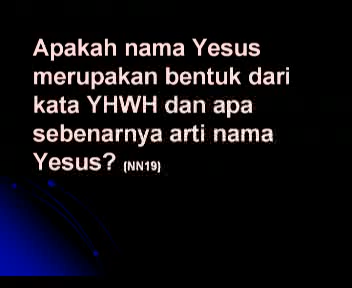 Apakah nama Yesus
merupakan bentuk dari
kata YHWH dan apa
sebenarnya arti nama
Yesus? (NN19)